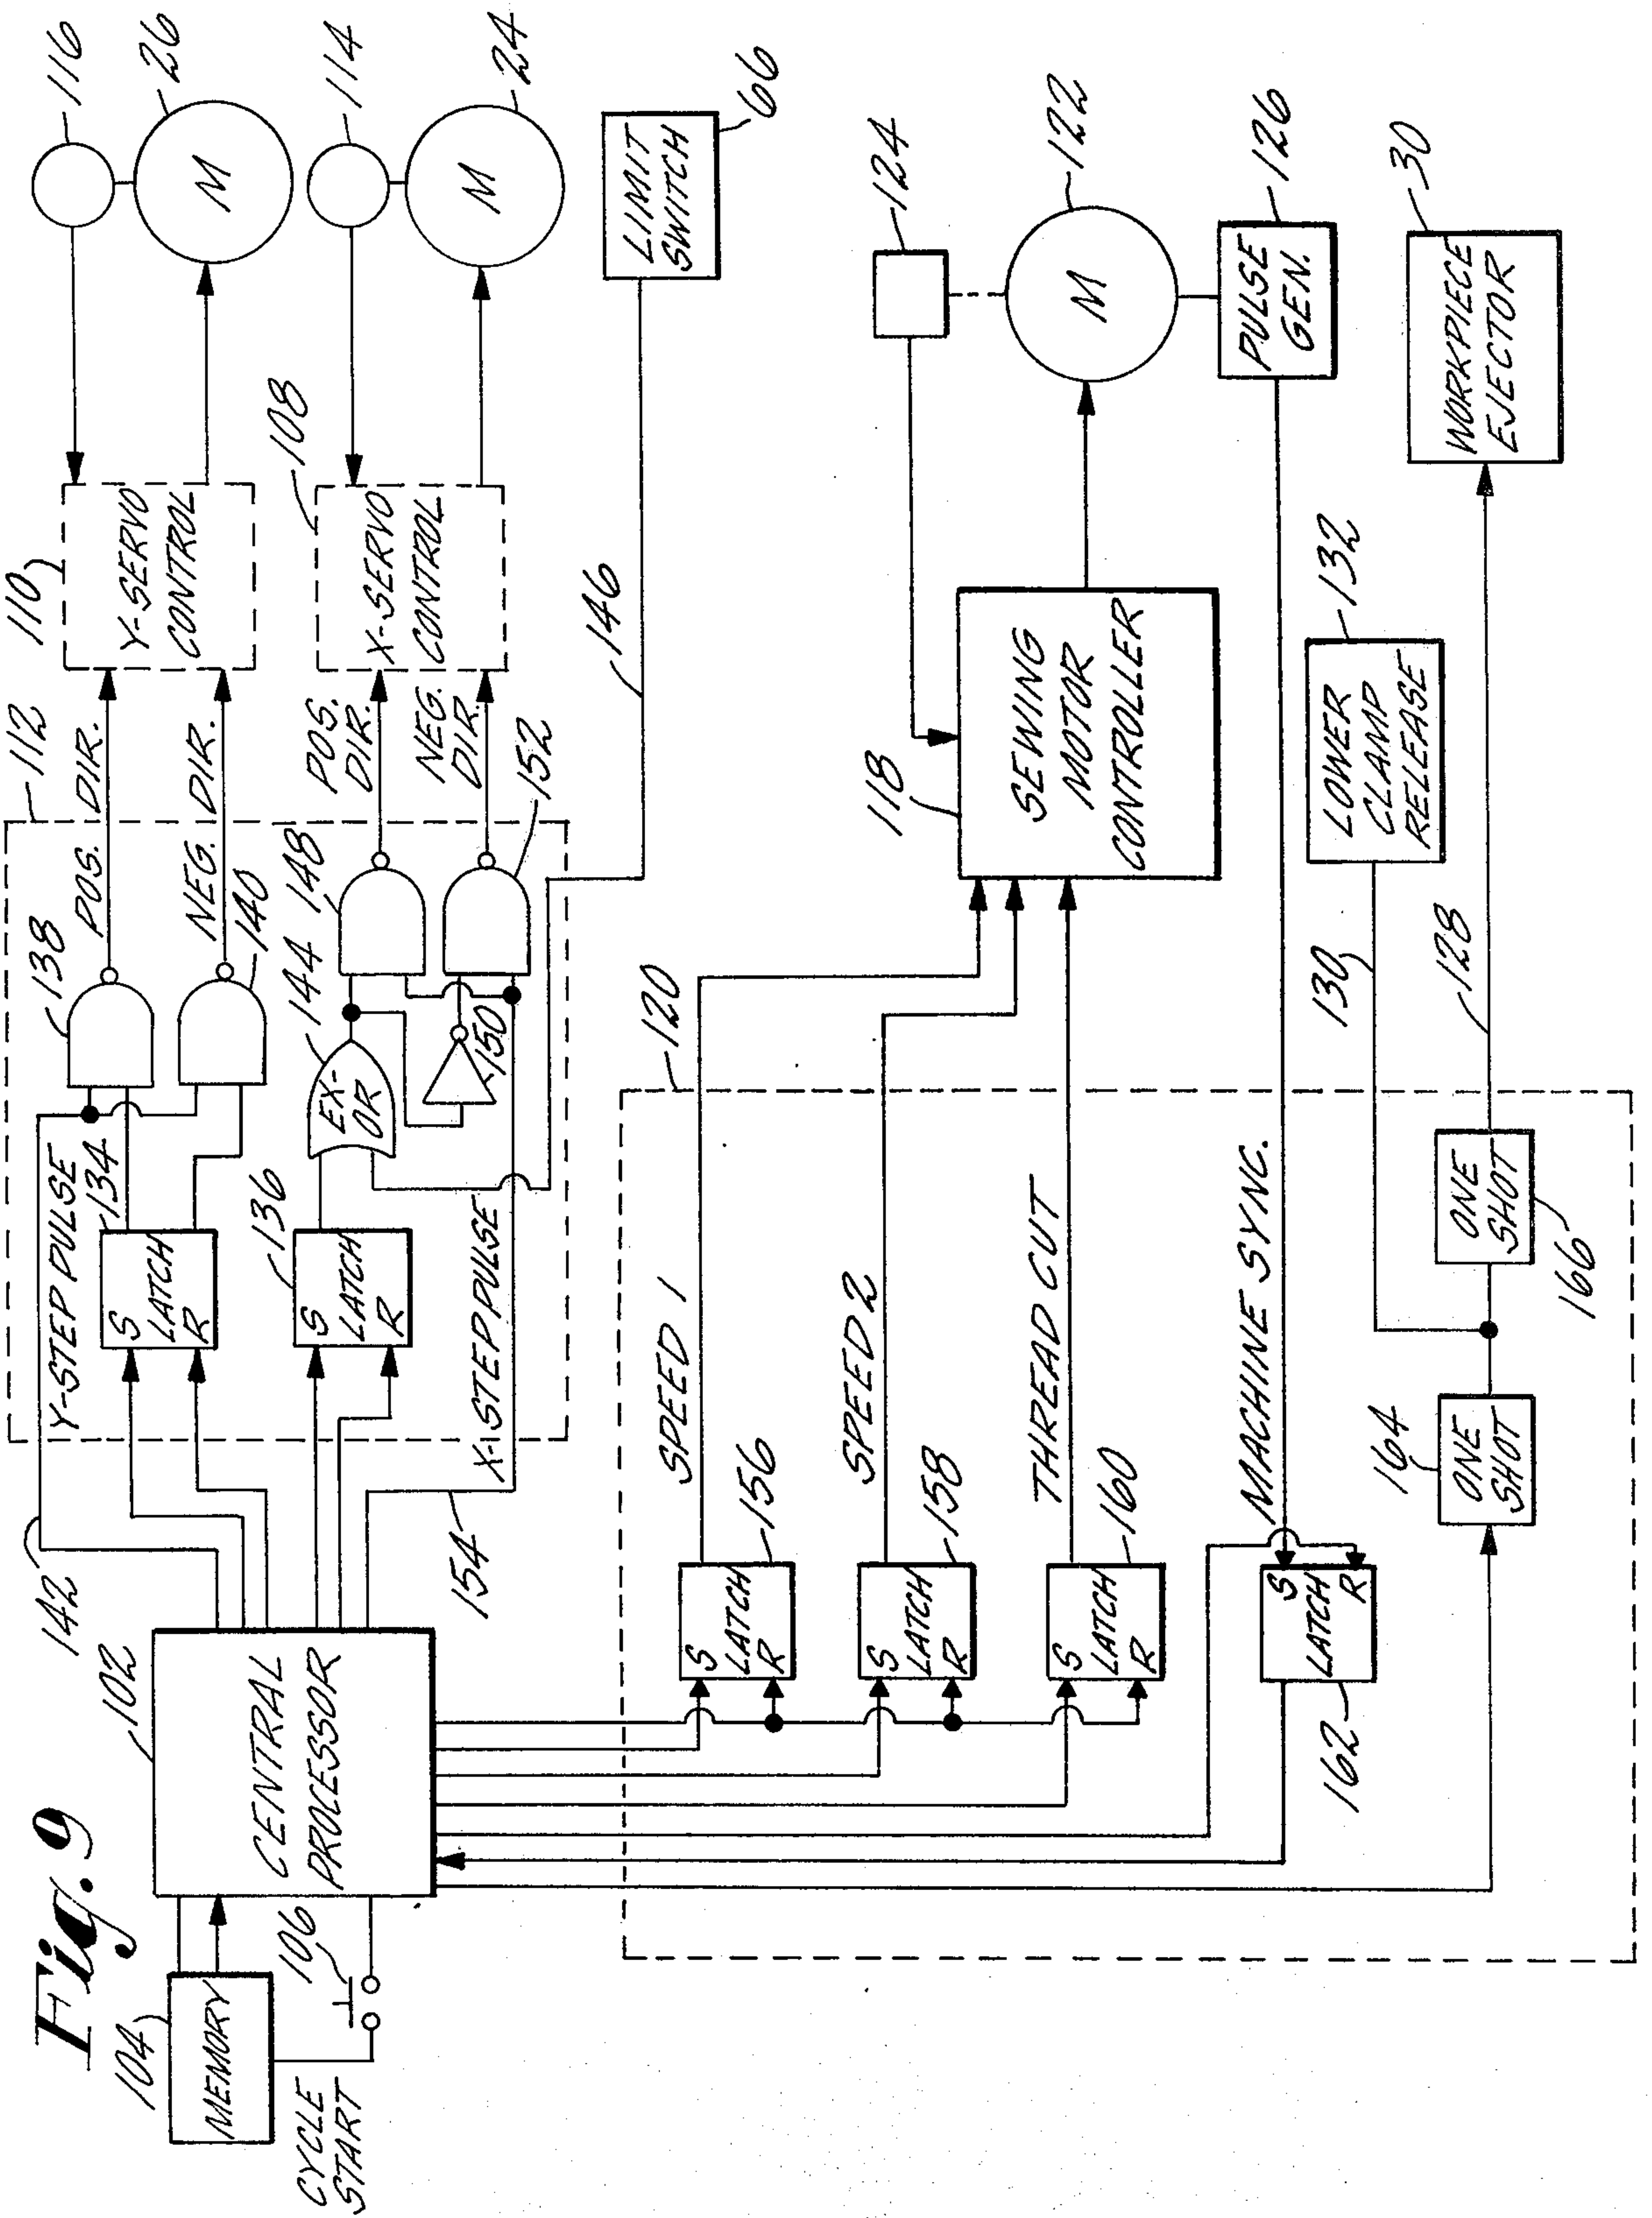 Fig. 9
104
MEMORY
CYCLE
START
106
102
CENTRAL
PROCESSOR
142
Y-STEP PULSE
134
S
LATCH
R
136
S
LATCH
R
X-STEP PULSE
154
138
140
144
EX-
OR
148
150
152
112
POS. DIR.
NEG. DIR.
POS.
DIR.
NEG.
DIR.
110
Y-SERVO
CONTROL
108
X-SERVO
CONTROL
116
26
M
114
24
M
LIMIT
SWITCH
66
146
120
SPEED 1
S
LATCH
R
156
SPEED 2
S
LATCH
R
158
THREAD CUT
S
LATCH
R
160
MACHINE SYNC.
S
LATCH
R
162
118
SEWING
MOTOR
CONTROLLER
124
M
122
PULSE
GEN.
126
164
ONE
SHOT
ONE
SHOT
166
130
128
LOWER
CLAMP
RELEASE
132
WORKPIECE
EJECTOR
30